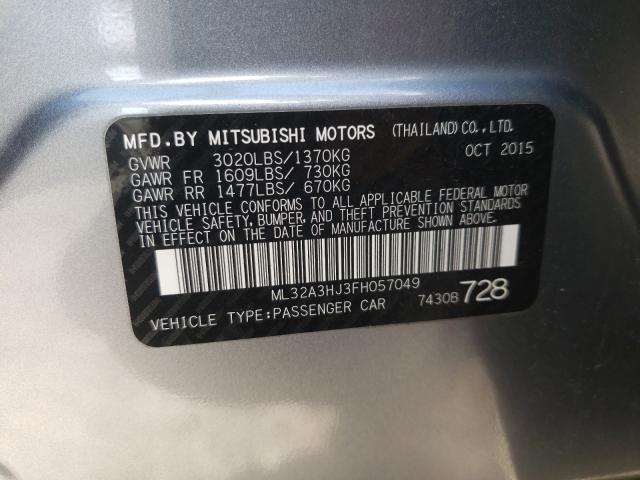 MFD.BY MITSUBISHI MOTORS (THAILAND)CO.,LTD.
GVWR 3020LBS/1370KG OCT 2015
GAWR FR 1609LBS/ 730KG
GAWR RR 1477LBS/ 670KG
THIS VEHICLE CONFORMS TO ALL APPLICABLE FEDERAL MOTOR
VEHICLE SAFETY, BUMPER, AND THEFT PREVENTION STANDARDS
IN EFFECT ON THE DATE OF MANUFACTURE SHOWN ABOVE.
ML32A3HJ3FH057049
VEHICLE TYPE:PASSENGER CAR 7430B 728